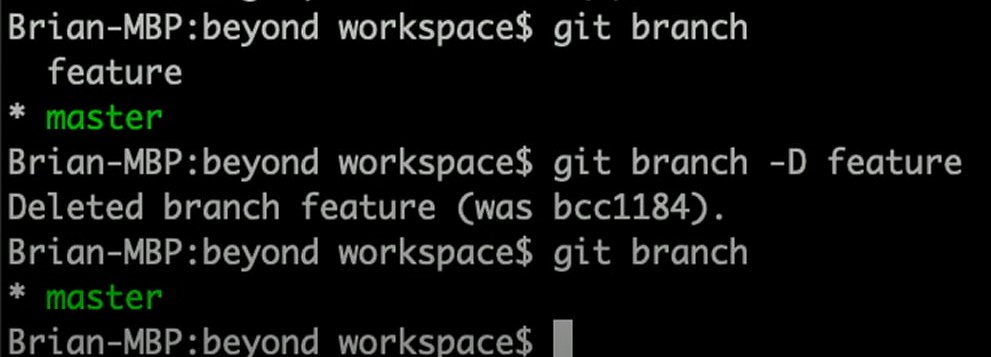 Brian-MBP:beyond workspace$ git branch
  feature
* master
Brian-MBP:beyond workspace$ git branch -D feature
Deleted branch feature (was bcc1184).
Brian-MBP:beyond workspace$ git branch
* master
Brian-MBP:beyond workspace$